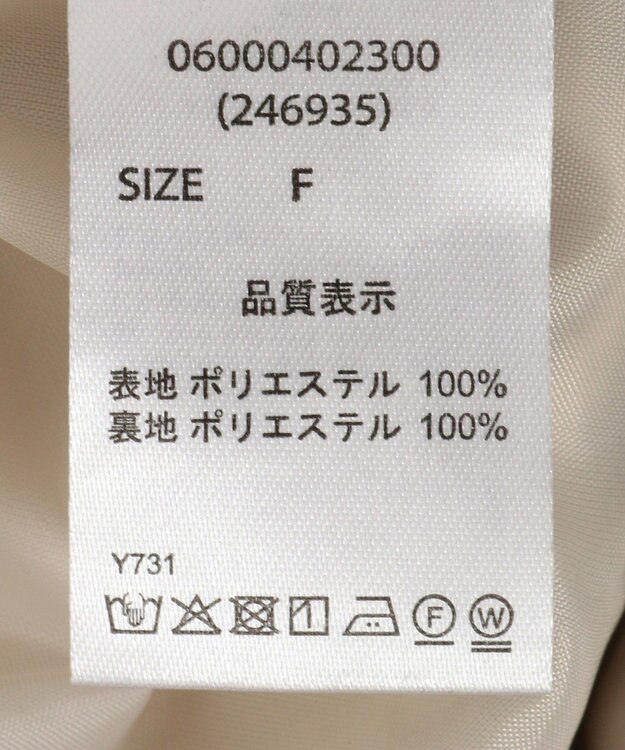 06000402300
(246935)
SIZE F
品質表示
表地 ポリエステル 100%
裏地 ポリエステル 100%
Y731
F W